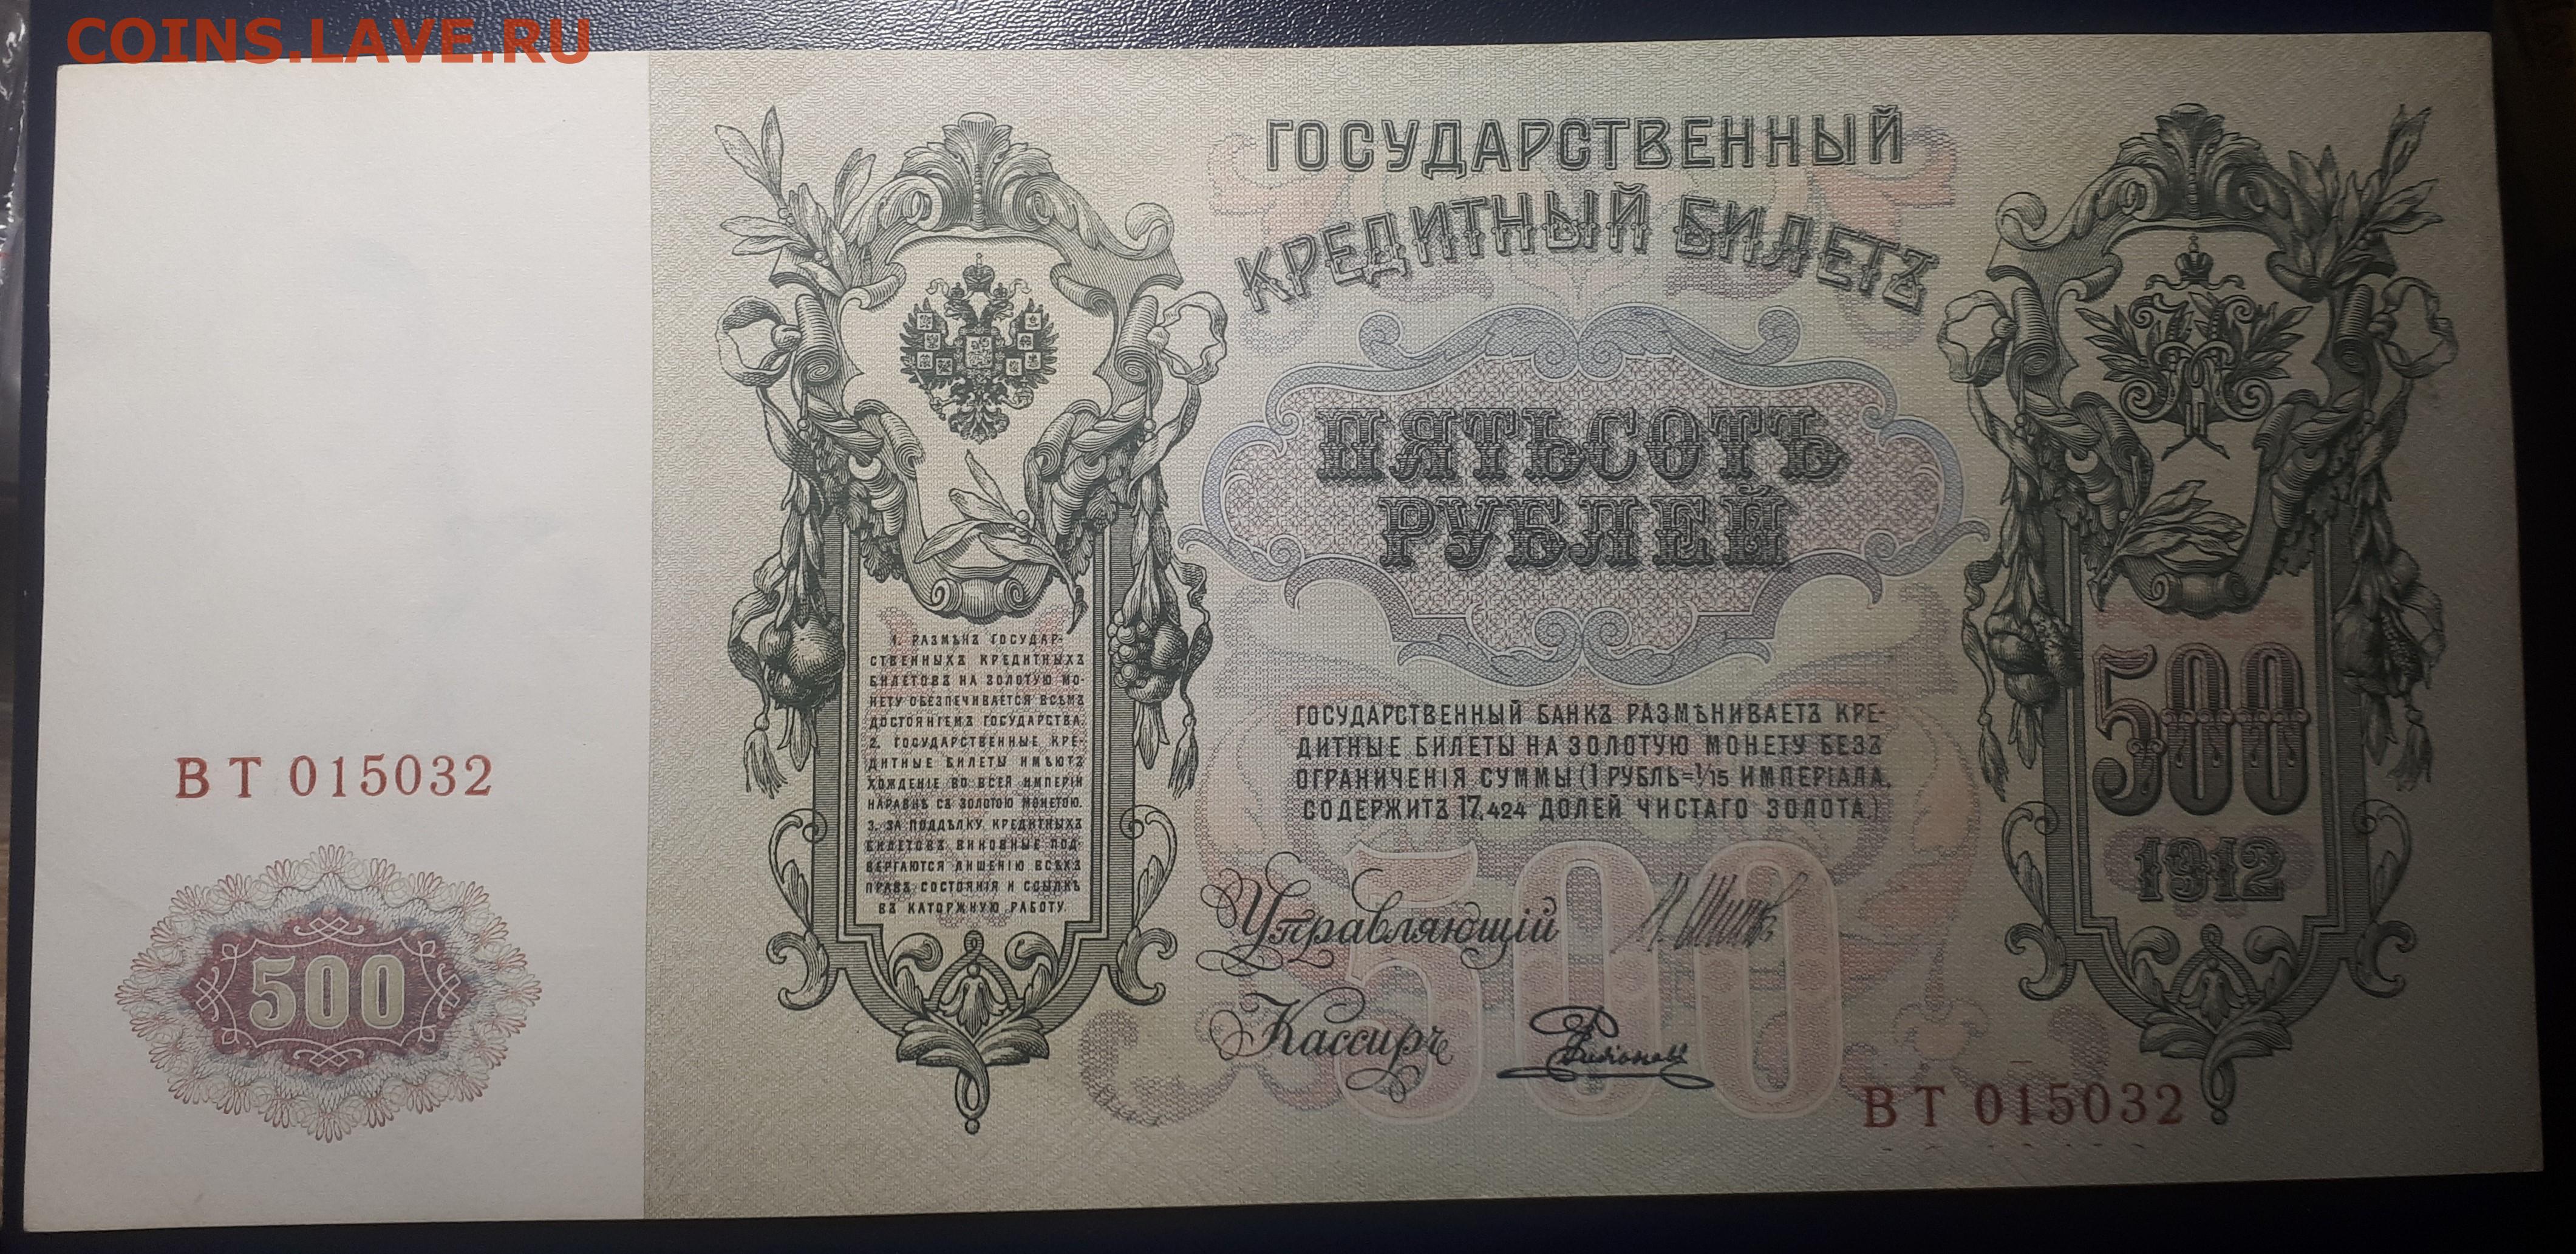 COINS.LAVE.RU
ГОСУДАРСТВЕННЫЙ
КРЕДИТНЫЙ БИЛЕТЪ
ПЯТЬСОТЪ
РУБЛЕЙ
1. РАЗМѢНЪ ГОСУДАР-
СТВЕННЫХЪ КРЕДИТНЫХЪ
БИЛЕТОВЪ НА ЗОЛОТУЮ МО-
НЕТУ ОБЕЗПЕЧИВАЕТСЯ ВСѢМЪ
ДОСТОЯНІЕМЪ ГОСУДАРСТВА.
2. ГОСУДАРСТВЕННЫЕ КРЕ-
ДИТНЫЕ БИЛЕТЫ ИМѢЮТЪ
ХОЖДЕНІЕ ВО ВСЕЙ ИМПЕРІИ
НАРАВНѢ СЪ ЗОЛОТОЮ МОНЕТОЮ.
3. ЗА ПОДДѢЛКУ КРЕДИТНЫХЪ
БИЛЕТОВЪ ВИНОВНЫЕ ПОД-
ВЕРГАЮТСЯ ЛИШЕНІЮ ВСѢХЪ
ПРАВЪ СОСТОЯНІЯ И ССЫЛКѢ
ВЪ КАТОРЖНУЮ РАБОТУ.
ГОСУДАРСТВЕННЫЙ БАНКЪ РАЗМѢНИВАЕТЪ КРЕ-
ДИТНЫЕ БИЛЕТЫ НА ЗОЛОТУЮ МОНЕТУ БЕЗЪ
ОГРАНИЧЕНІЯ СУММЫ (1 РУБЛЬ=1/15 ИМПЕРІАЛА,
СОДЕРЖИТЪ 17,424 ДОЛЕЙ ЧИСТАГО ЗОЛОТА.)
500
1912
ВТ 015032
500
500
Управляющій И. Шипов
Кассиръ Родионов
ВТ 015032